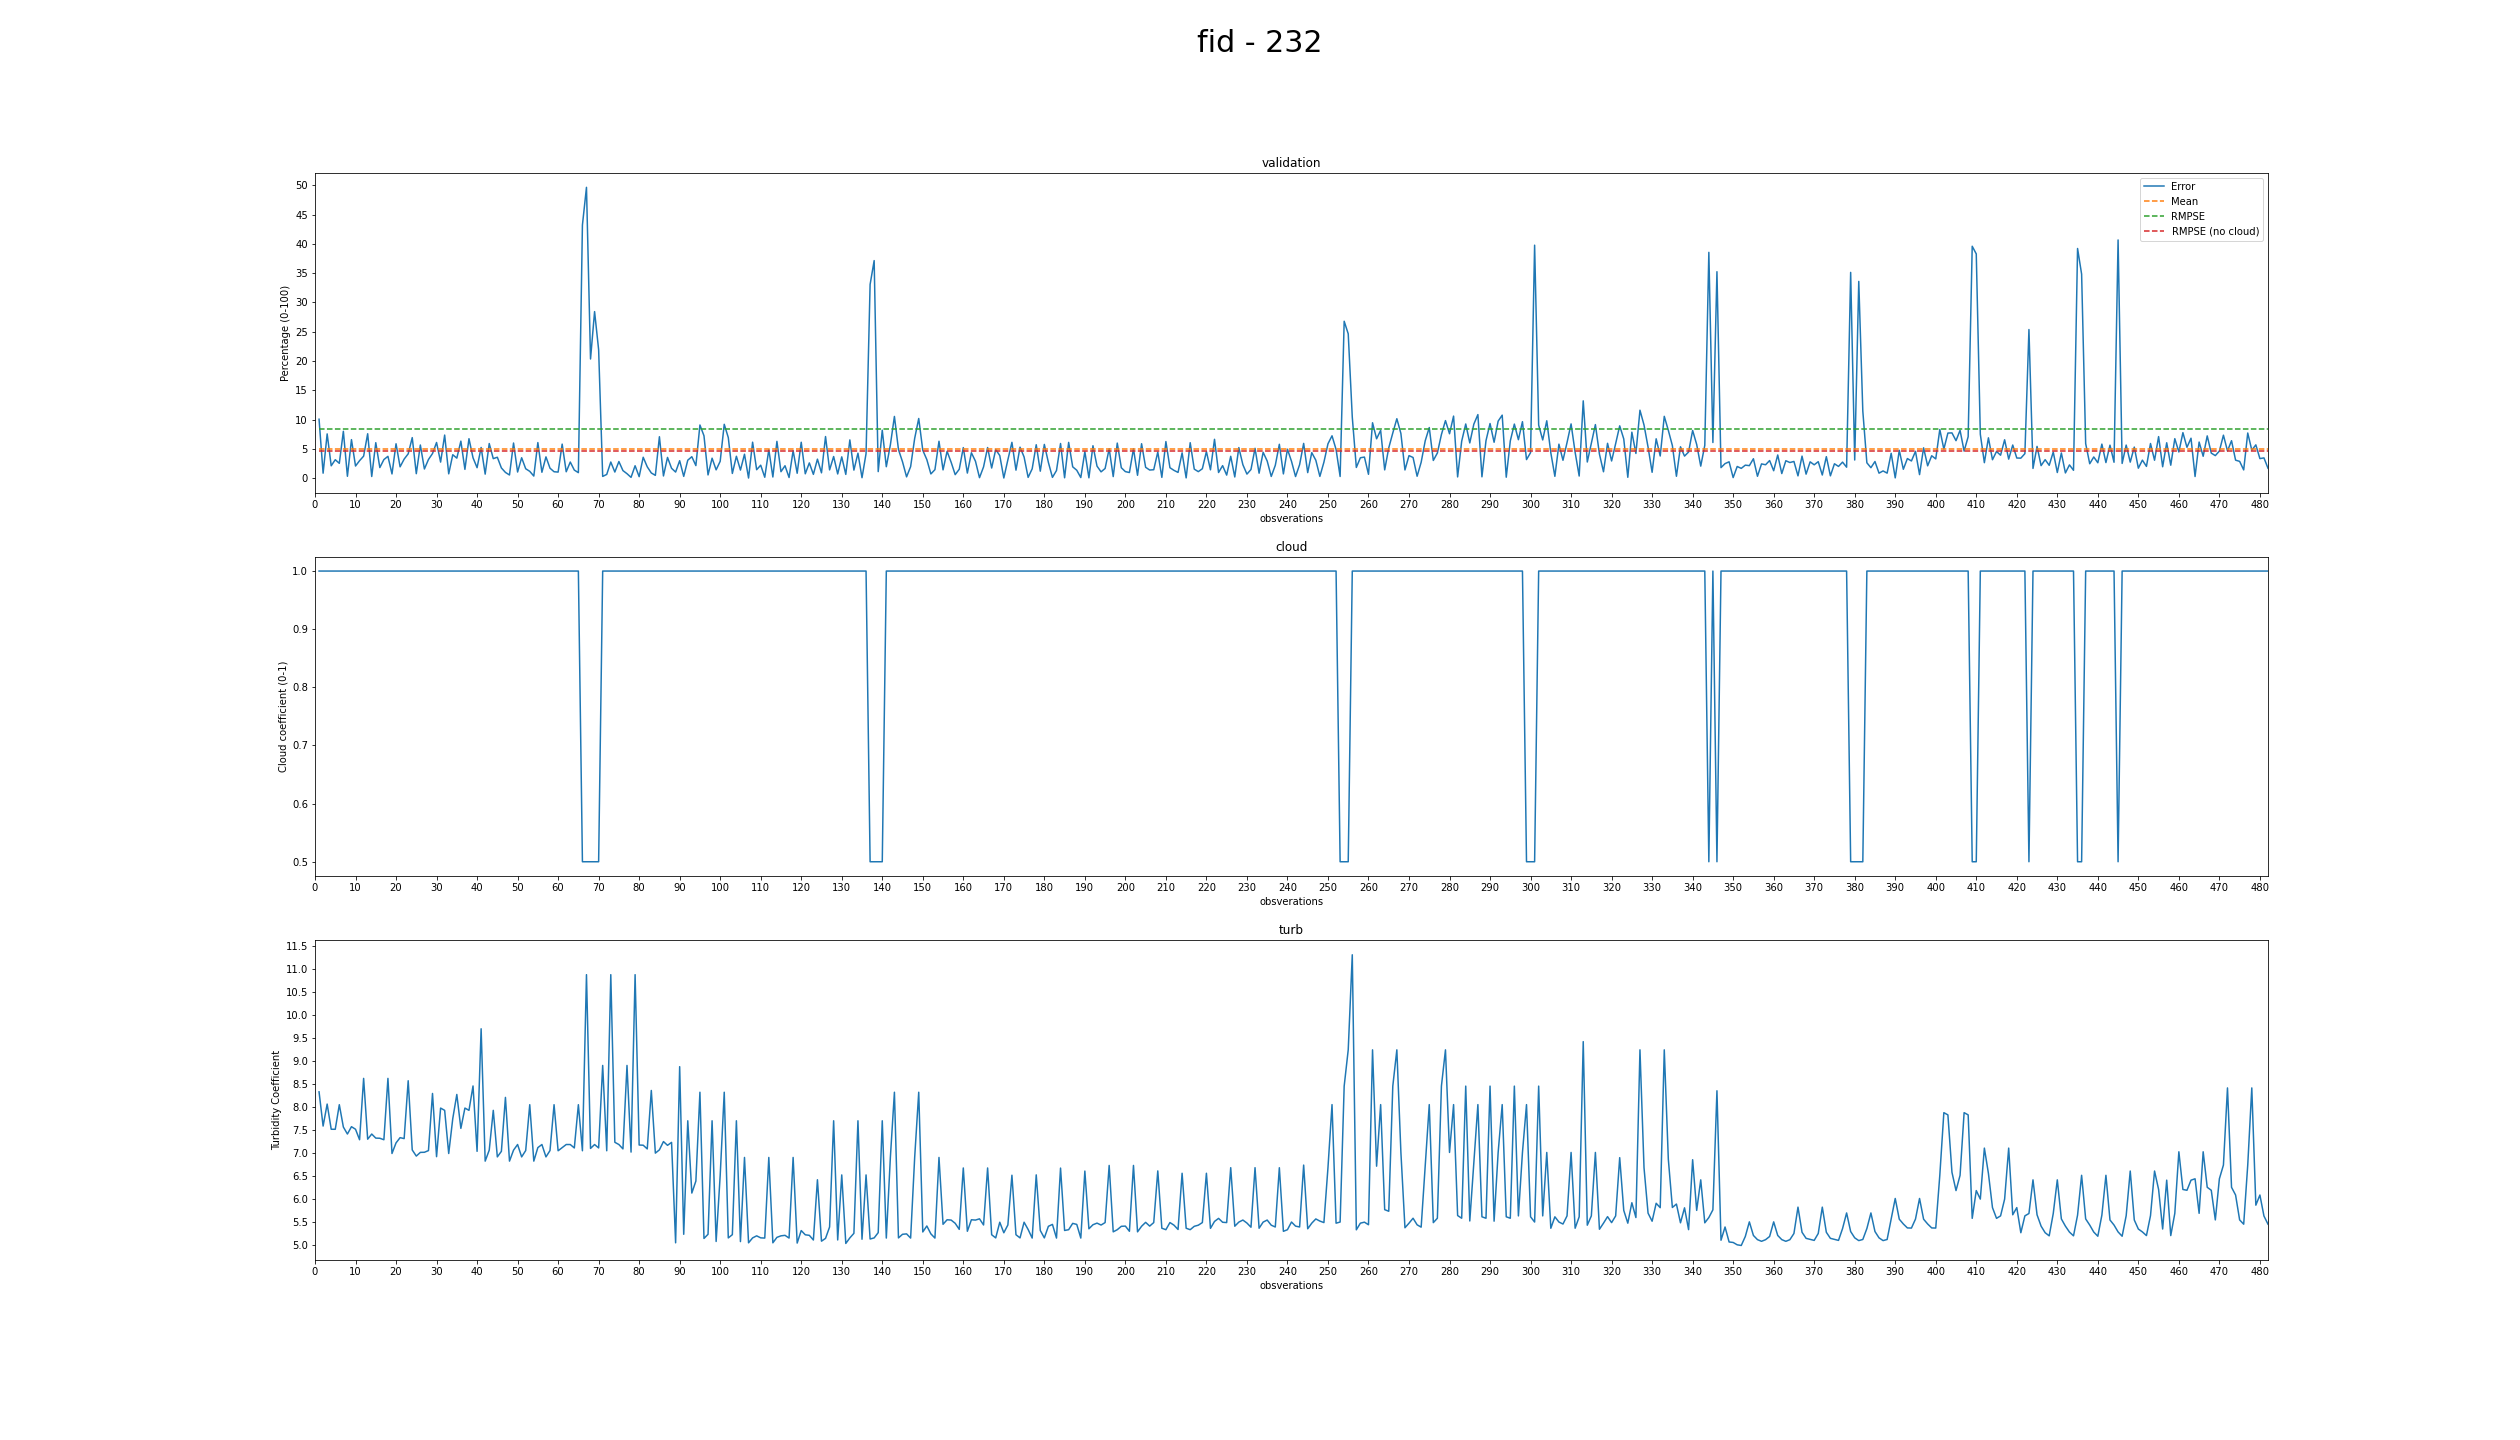 fid - 232
validation
50
45
40
35
30
25
20
15
10
5
0
Percentage (0-100)
Error
Mean
RMPSE
RMPSE (no cloud)
0 10 20 30 40 50 60 70 80 90 100 110 120 130 140 150 160 170 180 190 200 210 220 230 240 250 260 270 280 290 300 310 320 330 340 350 360 370 380 390 400 410 420 430 440 450 460 470 480
obsverations
cloud
1.0
0.9
0.8
0.7
0.6
0.5
Cloud coefficient (0-1)
0 10 20 30 40 50 60 70 80 90 100 110 120 130 140 150 160 170 180 190 200 210 220 230 240 250 260 270 280 290 300 310 320 330 340 350 360 370 380 390 400 410 420 430 440 450 460 470 480
obsverations
turb
11.5
11.0
10.5
10.0
9.5
9.0
8.5
8.0
7.5
7.0
6.5
6.0
5.5
5.0
Turbidity Coefficient
0 10 20 30 40 50 60 70 80 90 100 110 120 130 140 150 160 170 180 190 200 210 220 230 240 250 260 270 280 290 300 310 320 330 340 350 360 370 380 390 400 410 420 430 440 450 460 470 480
obsverations